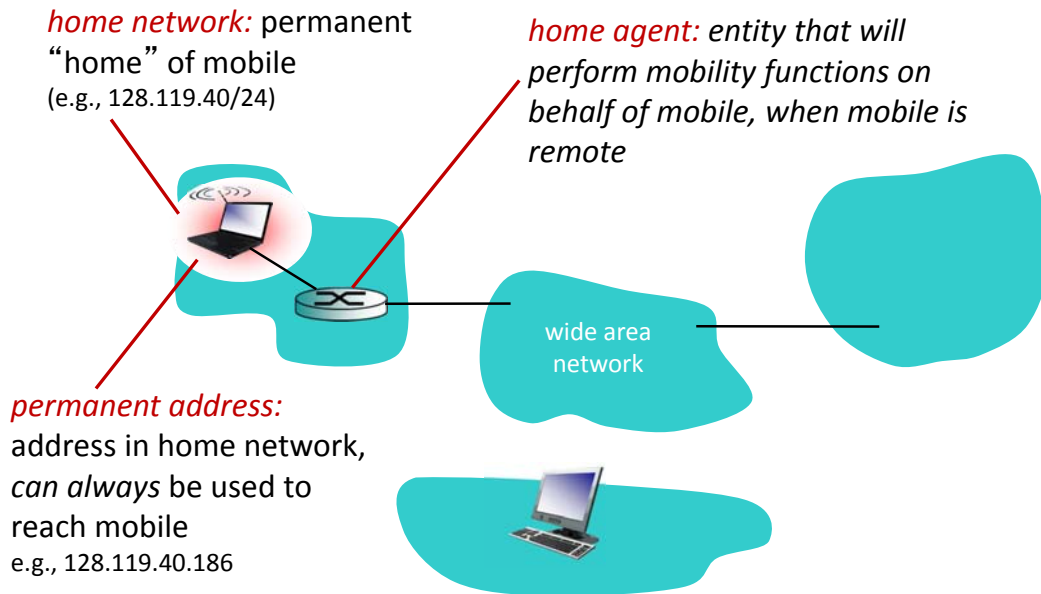 home network: permanent
“home” of mobile
(e.g., 128.119.40/24)
home agent: entity that will
perform mobility functions on
behalf of mobile, when mobile is
remote
wide area
network
permanent address:
address in home network,
can always be used to
reach mobile
e.g., 128.119.40.186